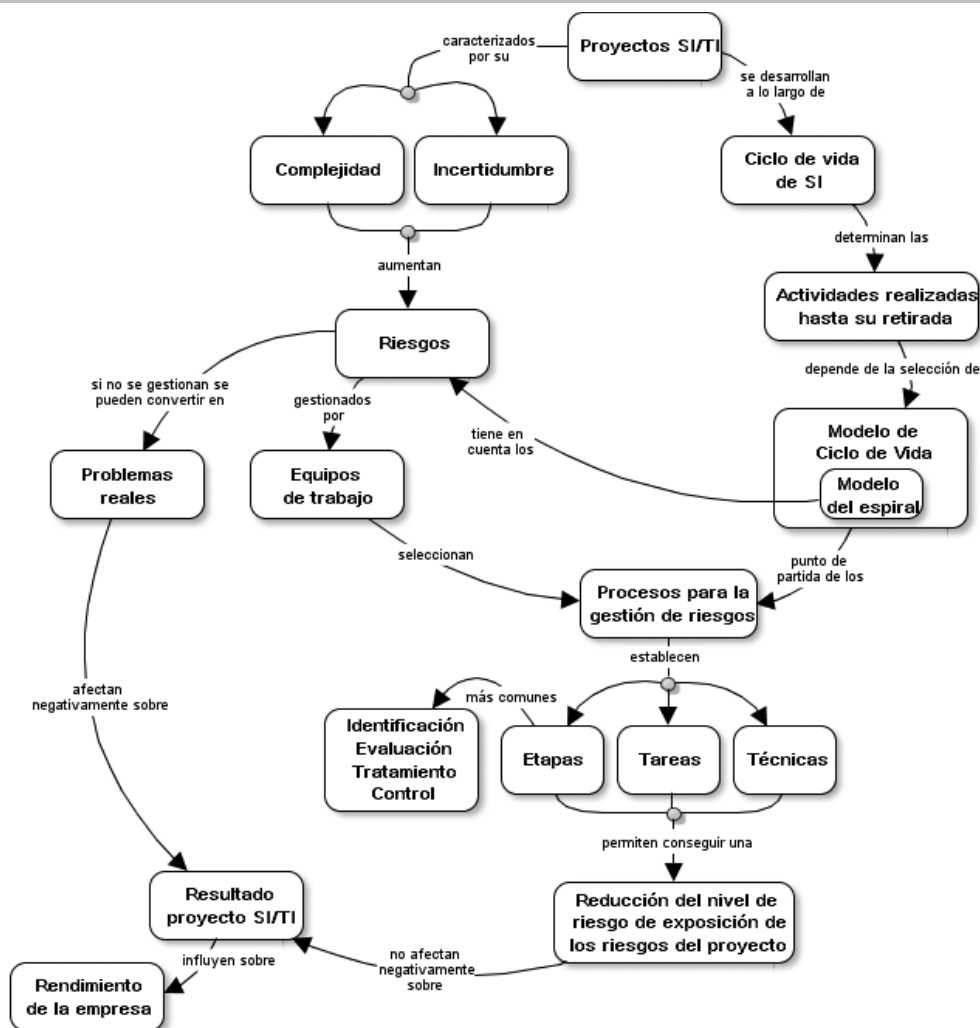 Proyectos SI/TI
caracterizados
por su
se desarrollan
a lo largo de
Complejidad
Incertidumbre
Ciclo de vida
de SI
determinan las
aumentan
Actividades realizadas
hasta su retirada
Riesgos
depende de la selección de
si no se gestionan se
pueden convertir en
gestionados
por
tiene en
cuenta los
Modelo de
Ciclo de Vida
Modelo
del espiral
Problemas
reales
Equipos
de trabajo
seleccionan
punto de
partida de los
Procesos para la
gestión de riesgos
establecen
afectan
negativamente sobre
más comunes
Identificación
Evaluación
Tratamiento
Control
Etapas
Tareas
Técnicas
permiten conseguir una
Resultado
proyecto SI/TI
Reducción del nivel de
riesgo de exposición de
los riesgos del proyecto
no afectan
negativamente
sobre
influyen sobre
Rendimiento
de la empresa